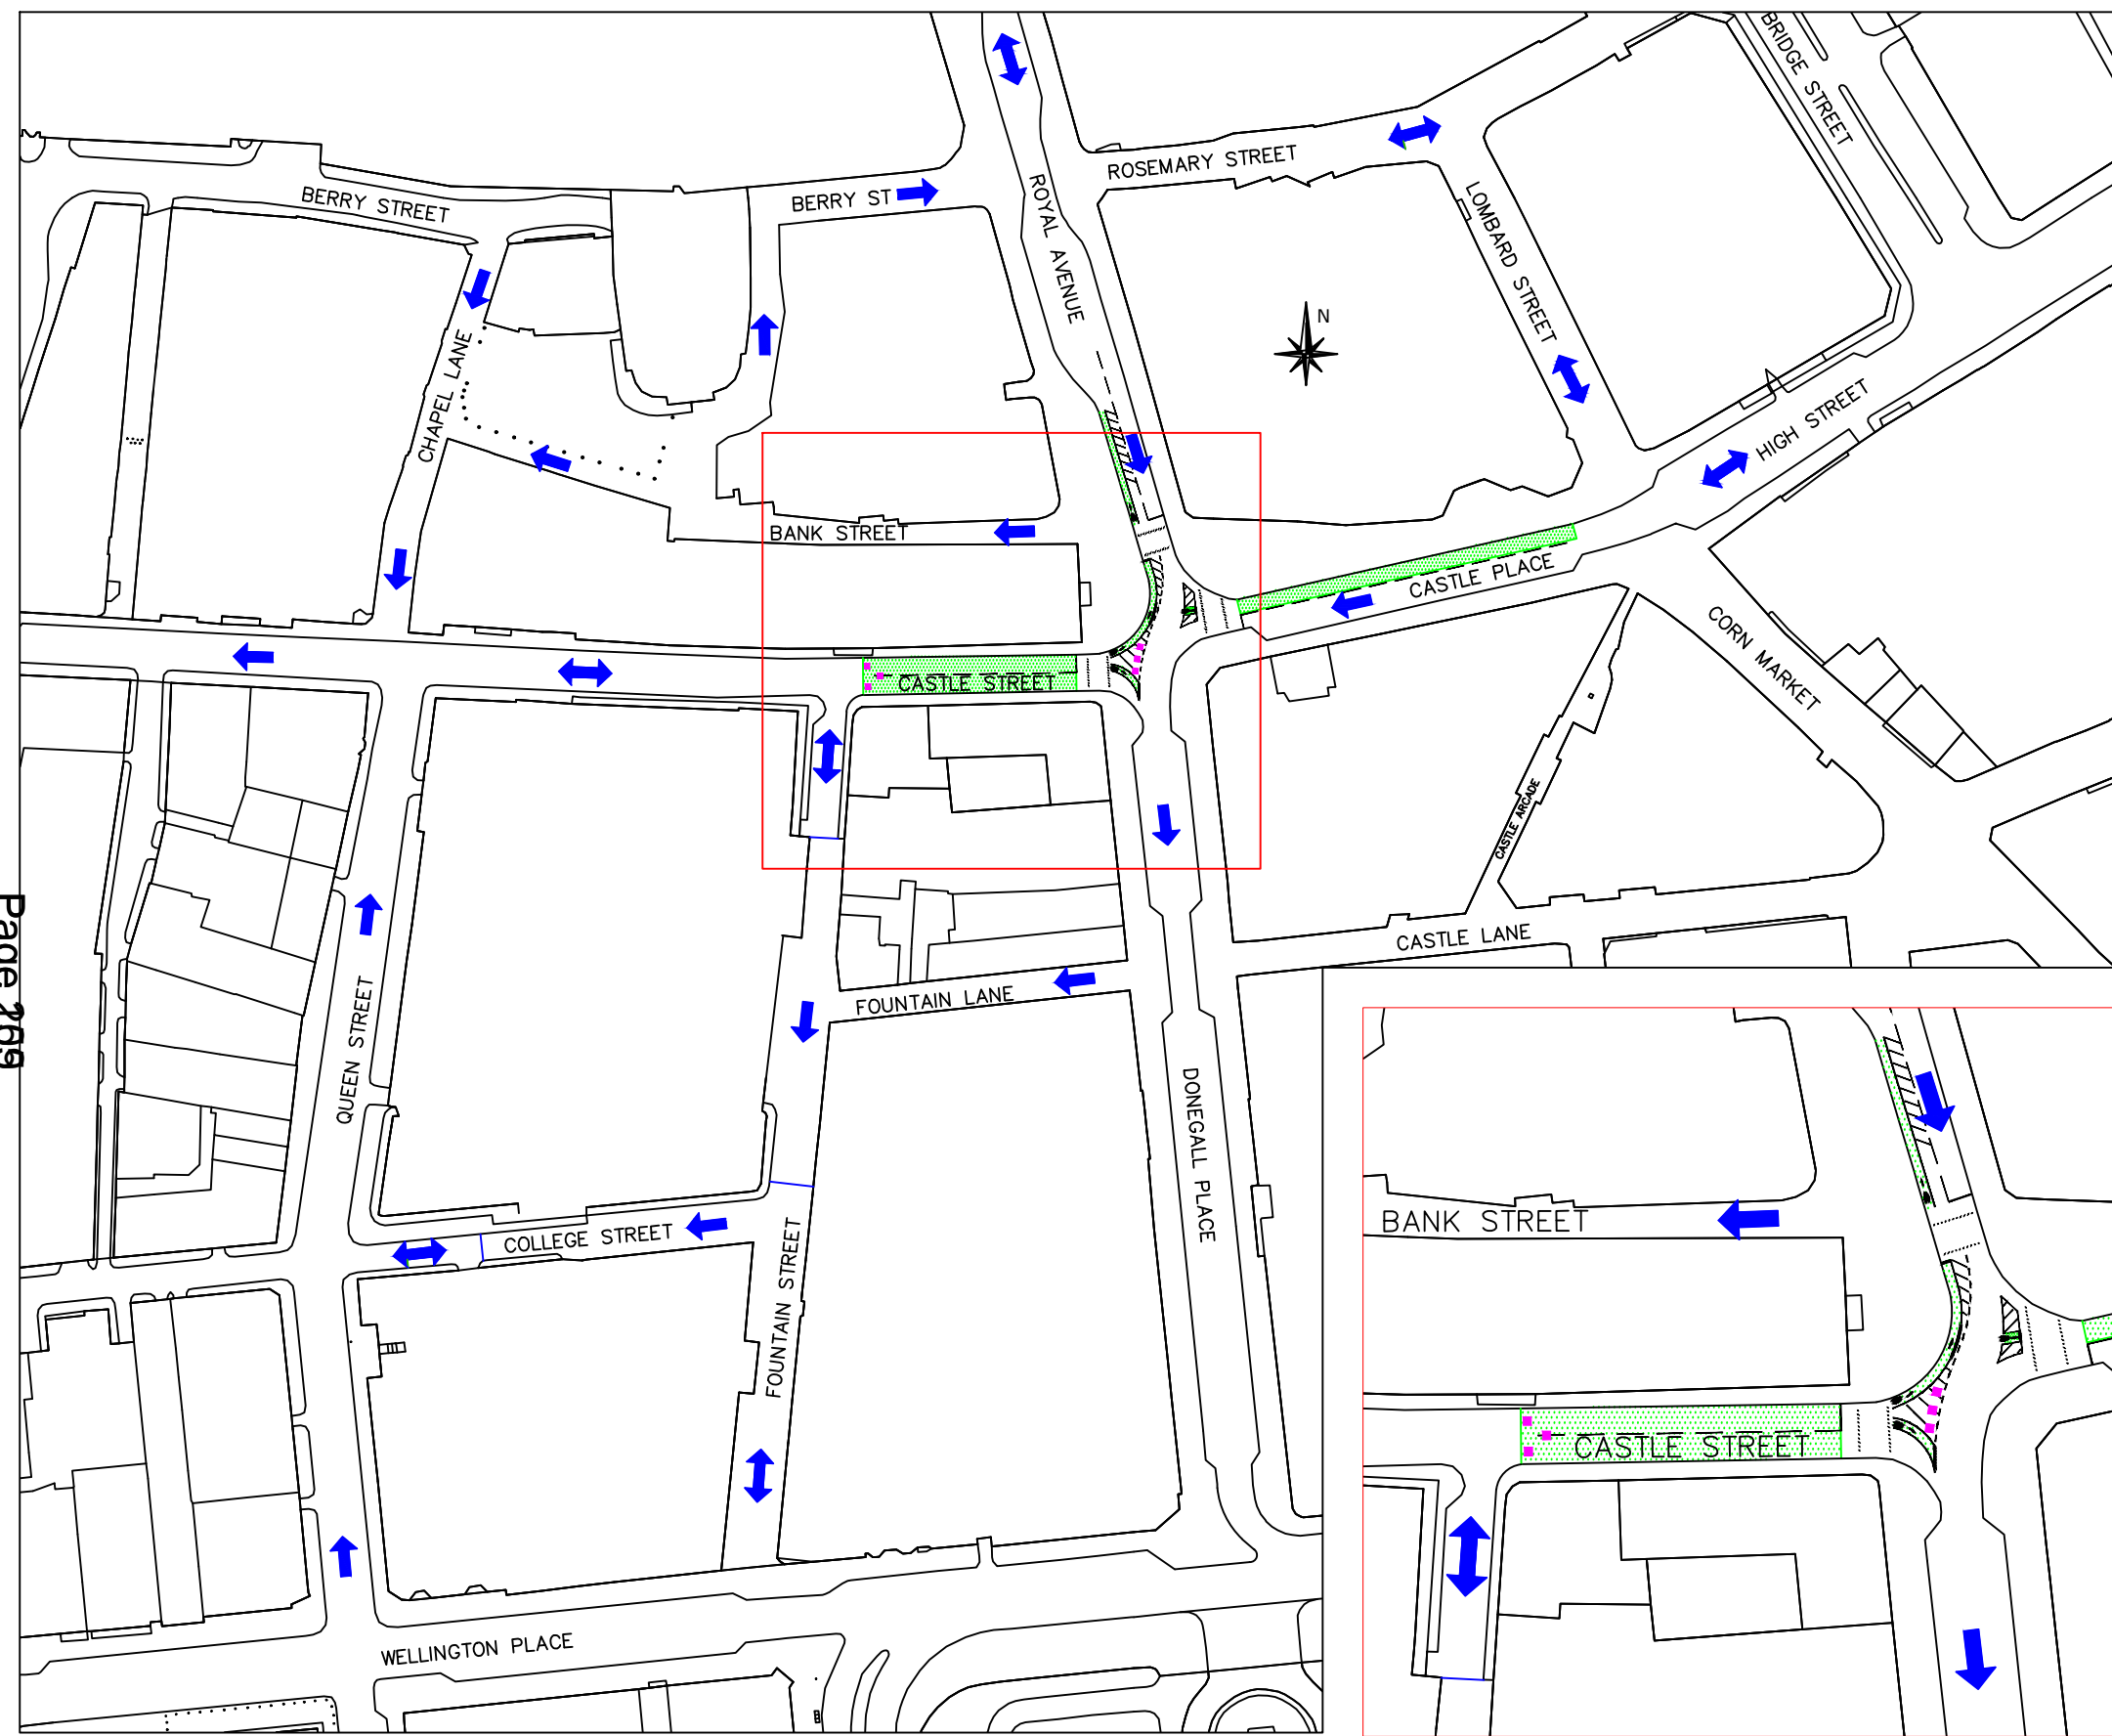 BRIDGE STREET
ROSEMARY STREET
BERRY STREET
BERRY ST
ROYAL AVENUE
LOMBARD STREET
N
CHAPEL LANE
HIGH STREET
BANK STREET
CASTLE PLACE
CORN MARKET
CASTLE STREET
CASTLE ARCADE
CASTLE LANE
FOUNTAIN LANE
QUEEN STREET
DONEGALL PLACE
COLLEGE STREET
FOUNTAIN STREET
WELLINGTON PLACE
BANK STREET
CASTLE STREET
Page